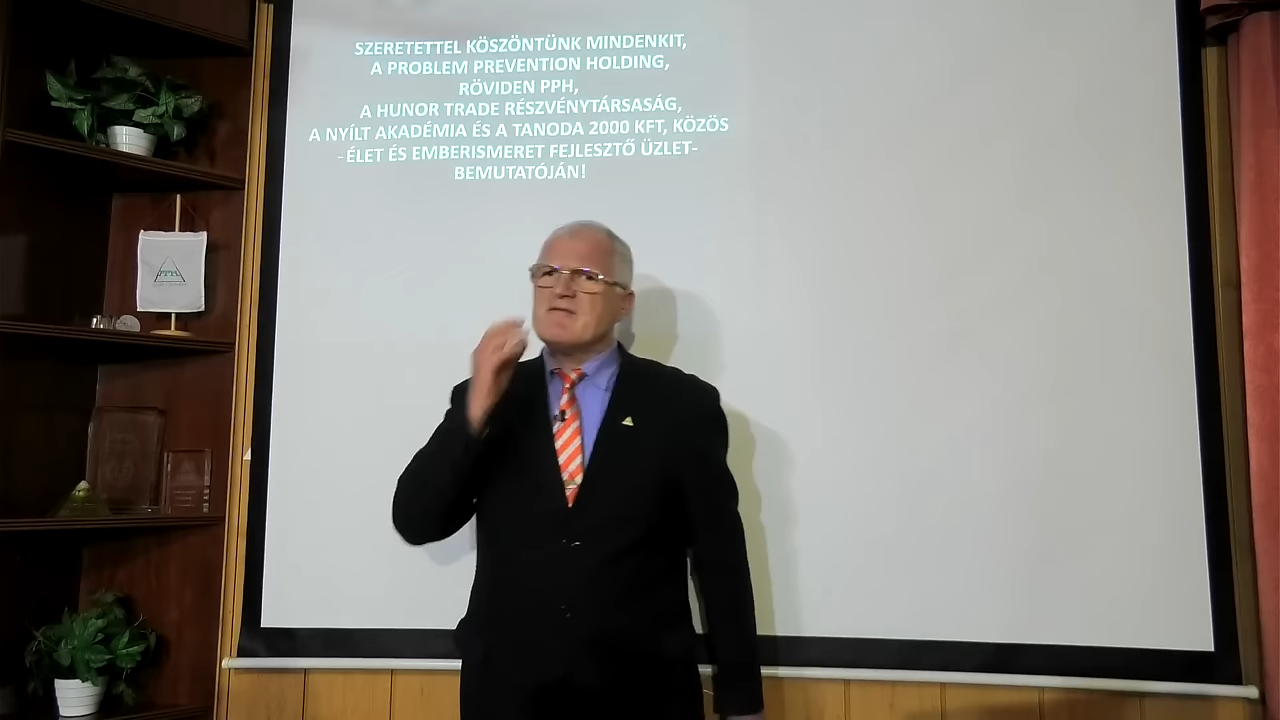 SZERETETTEL KÖSZÖNTÜNK MINDENKIT,
A PROBLEM PREVENTION HOLDING,
RÖVIDEN PPH,
A HUNOR TRADE RÉSZVÉNYTÁRSASÁG,
A NYÍLT AKADÉMIA ÉS A TANODA 2000 KFT, KÖZÖS
- ÉLET ÉS EMBERISMERET FEJLESZTŐ ÜZLET-
BEMUTATÓJÁN!
PPH